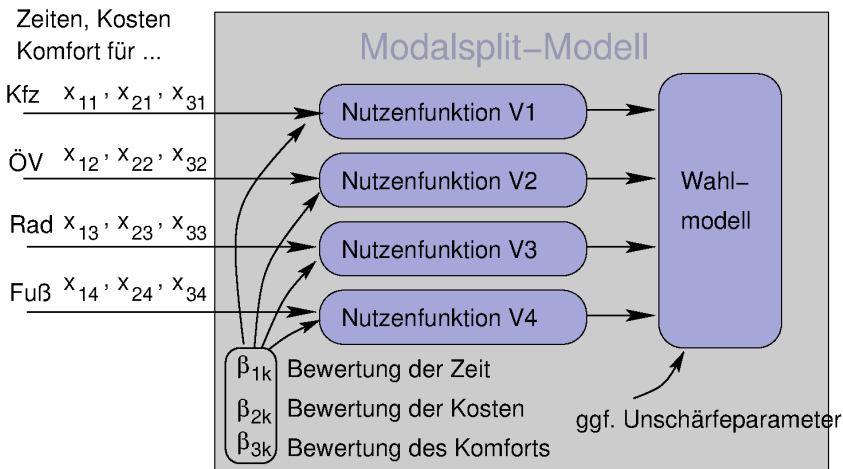 Zeiten, Kosten
Komfort für ...
Modalsplit–Modell
Kfz x11, x21, x31
Nutzenfunktion V1
ÖV x12, x22, x32
Nutzenfunktion V2
Rad x13, x23, x33
Nutzenfunktion V3
Fuß x14, x24, x34
Nutzenfunktion V4
Wahl–
modell
β1k Bewertung der Zeit
β2k Bewertung der Kosten
β3k Bewertung des Komforts
ggf. Unschärfeparameter